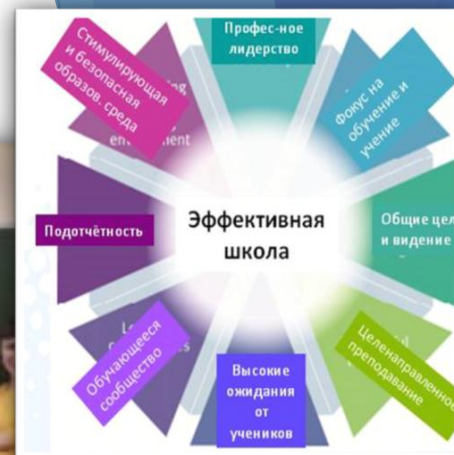 Профес-ное
лидерство
Стимулирующая
и безопасная
образов. среда
Фокус на
обучение и
учение
Подотчётность
Эффективная
школа
Общие цел
и видение
Обучающееся
сообщество
Высокие
ожидания
от
учеников
Целенаправленное
преподавание